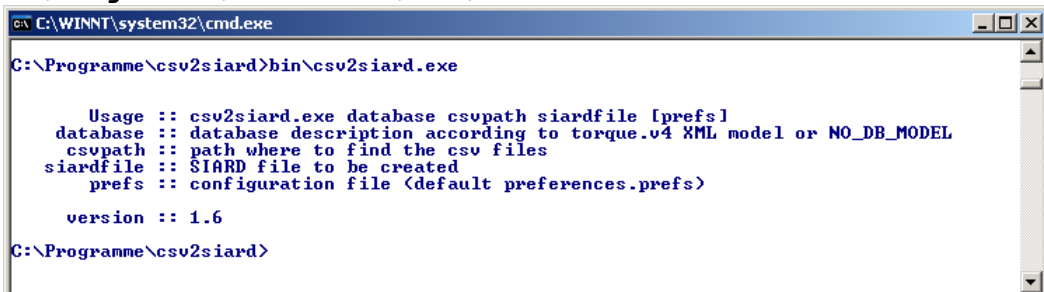 C:\WINNT\system32\cmd.exe
C:\Programme\csv2siard>bin\csv2siard.exe
Usage :: csv2siard.exe database csvpath siardfile [prefs]
database :: database description according to torque.v4 XML model or NO_DB_MODEL
csvpath :: path where to find the csv files
siardfile :: SIARD file to be created
prefs :: configuration file (default preferences.prefs)
version :: 1.6
C:\Programme\csv2siard>